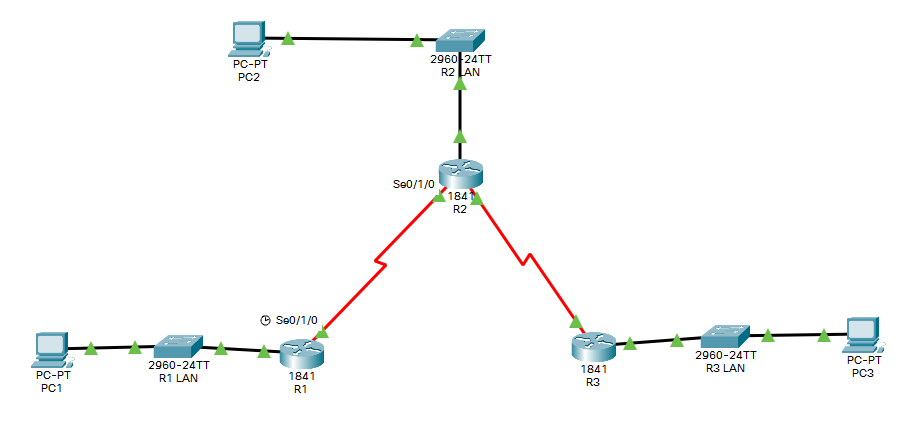 PC-PT
PC2
2960-24TT
R2 LAN
Se0/1/0
1841
R2
Se0/1/0
PC-PT
PC1
2960-24TT
R1 LAN
1841
R1
1841
R3
2960-24TT
R3 LAN
PC-PT
PC3